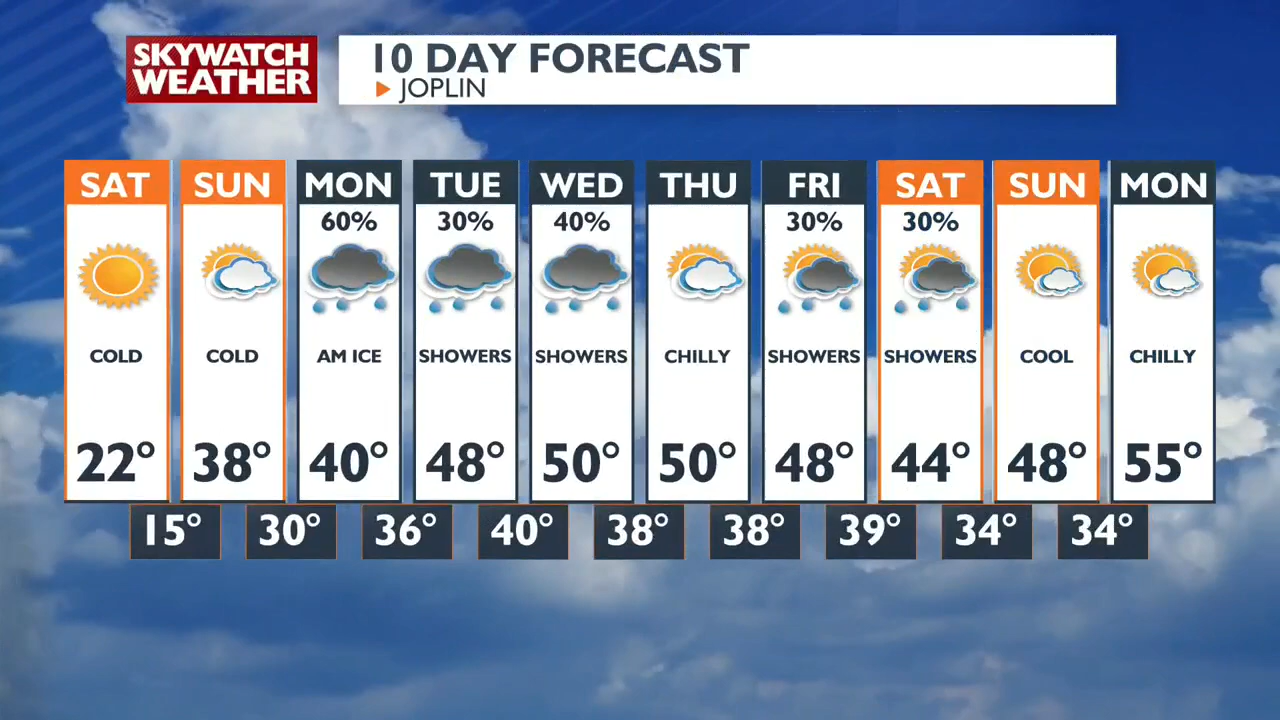 SKYWATCH
WEATHER
10 DAY FORECAST
JOPLIN
SAT SUN MON TUE WED THU FRI SAT SUN MON
60% 30% 40% 30% 30%
COLD COLD AM ICE SHOWERS SHOWERS CHILLY SHOWERS SHOWERS COOL CHILLY
22° 38° 40° 48° 50° 50° 48° 44° 48° 55°
15° 30° 36° 40° 38° 38° 39° 34° 34°